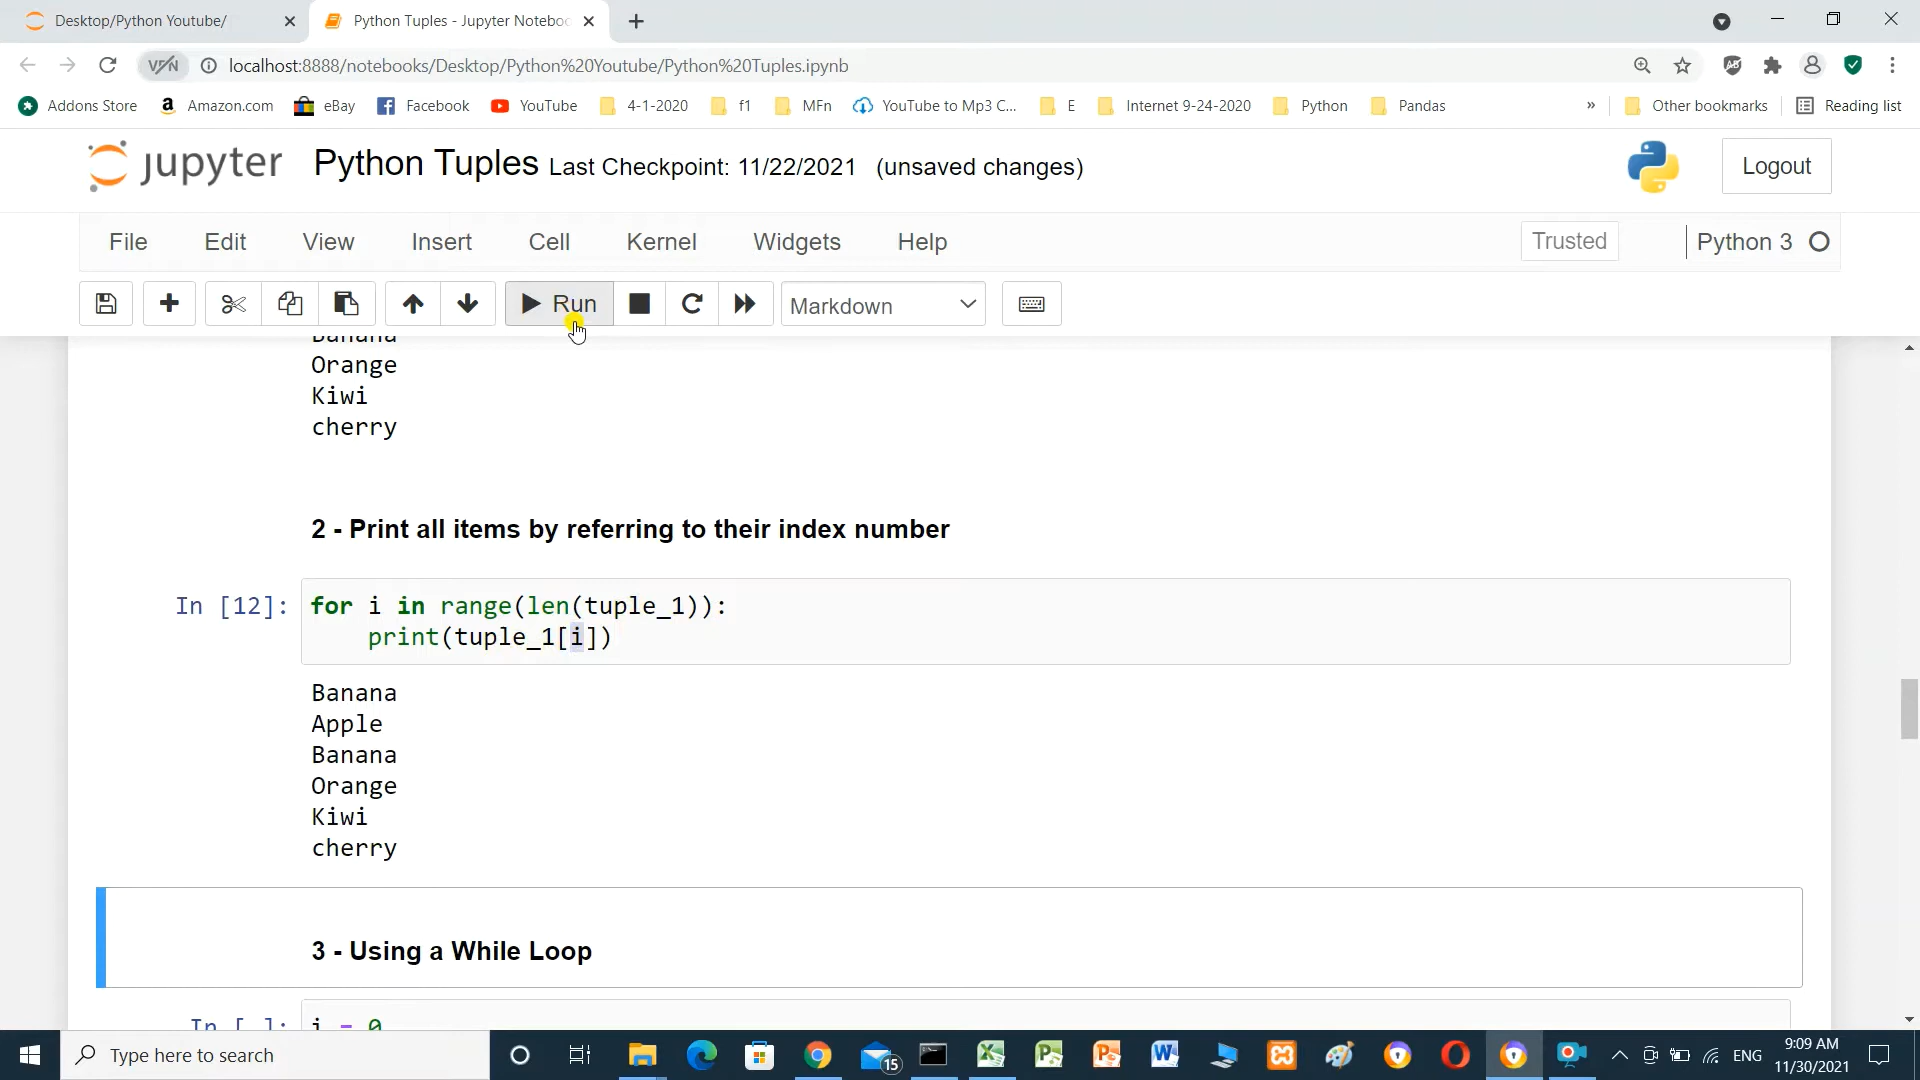 Desktop/Python Youtube/
Python Tuples - Jupyter Noteboo
VPN
localhost:8888/notebooks/Desktop/Python%20Youtube/Python%20Tuples.ipynb
Addons Store
Amazon.com
eBay
Facebook
YouTube
4-1-2020
f1
MFn
YouTube to Mp3 C...
E
Internet 9-24-2020
Python
Pandas
»
Other bookmarks
Reading list
jupyter
Python Tuples Last Checkpoint: 11/22/2021 (unsaved changes)
Logout
File
Edit
View
Insert
Cell
Kernel
Widgets
Help
Trusted
Python 3
Run
Markdown
Banana
Orange
Kiwi
cherry
2 - Print all items by referring to their index number
In [12]:
for i in range(len(tuple_1)):
print(tuple_1[i])
Banana
Apple
Banana
Orange
Kiwi
cherry
3 - Using a While Loop
In [ ]:
i = 0
Type here to search
15
ENG
9:09 AM
11/30/2021